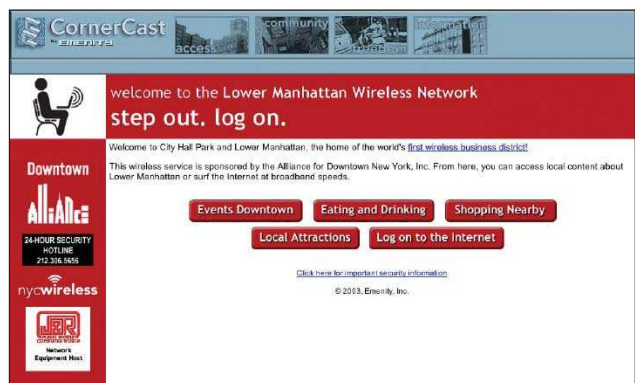 CornerCast
BY EMENITY
access
community
freedom
information
welcome to the Lower Manhattan Wireless Network
step out. log on.
Welcome to City Hall Park and Lower Manhattan, the home of the world's first wireless business district!
This wireless service is sponsored by the Alliance for Downtown New York, Inc. From here, you can access local content about
Lower Manhattan or surf the Internet at broadband speeds.
Events Downtown
Eating and Drinking
Shopping Nearby
Local Attractions
Log on to the Internet
Click here for important security information
© 2003, Emenity, Inc.
Downtown
AlliANcE
24-HOUR SECURITY
HOTLINE
212.306.5656
nycwireless
J&R
MUSIC WORLD
COMPUTER WORLD
Network
Equipment Host